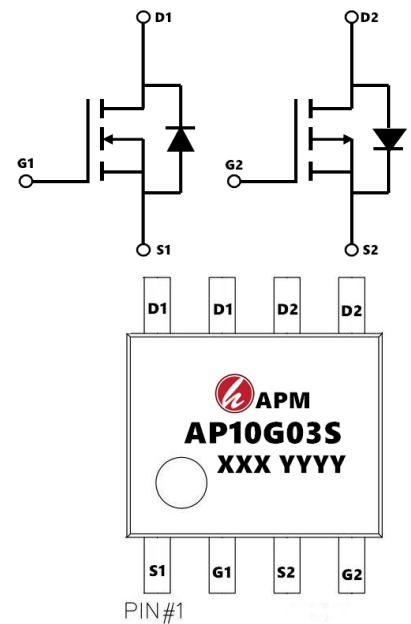 D1 D2
G1 G2
S1 S2
D1 D1 D2 D2
h APM
AP10G03S
XXX YYYY
S1 G1 S2 G2
PIN#1